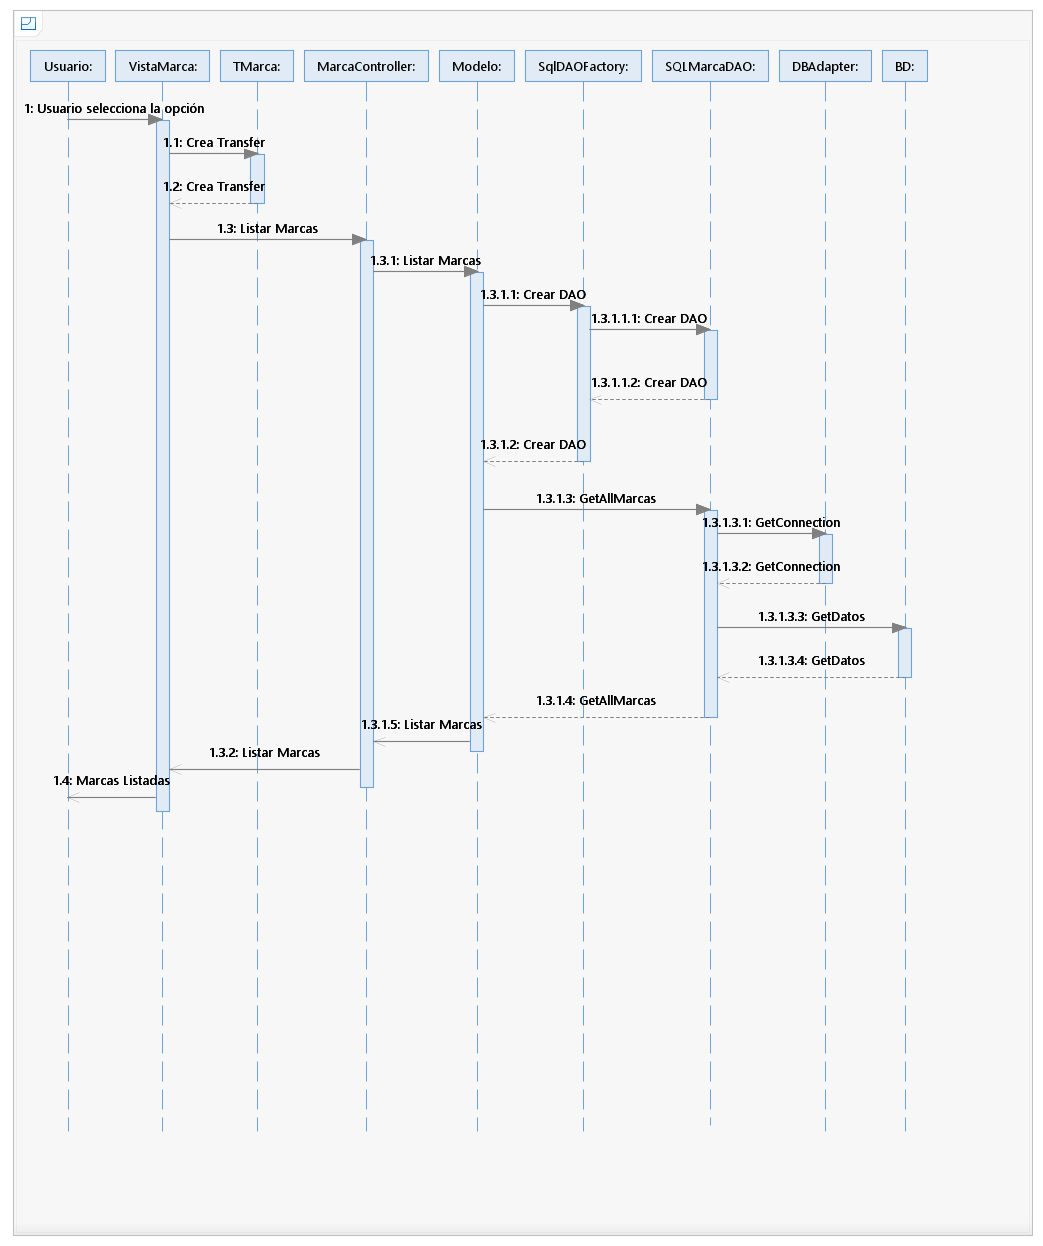 Usuario:
VistaMarca:
TMarca:
MarcaController:
Modelo:
SqlDAOFactory:
SQLMarcaDAO:
DBAdapter:
BD:
1: Usuario selecciona la opción
1.1: Crea Transfer
1.2: Crea Transfer
1.3: Listar Marcas
1.3.1: Listar Marcas
1.3.1.1: Crear DAO
1.3.1.1.1: Crear DAO
1.3.1.1.2: Crear DAO
1.3.1.2: Crear DAO
1.3.1.3: GetAllMarcas
1.3.1.3.1: GetConnection
1.3.1.3.2: GetConnection
1.3.1.3.3: GetDatos
1.3.1.3.4: GetDatos
1.3.1.4: GetAllMarcas
1.3.1.5: Listar Marcas
1.3.2: Listar Marcas
1.4: Marcas Listadas